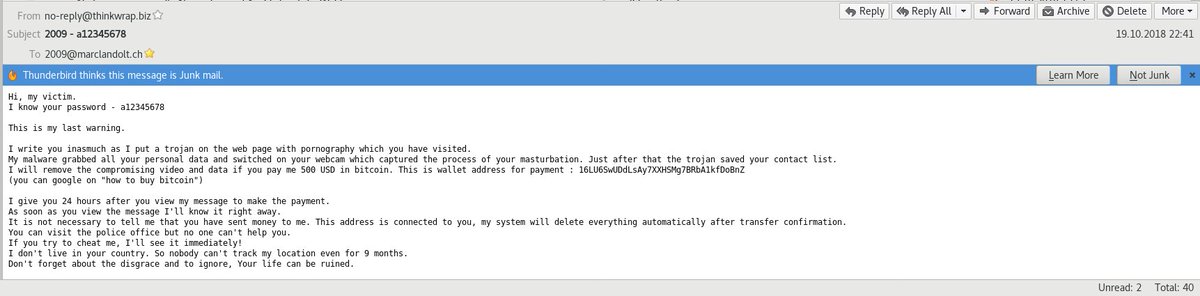 From no-reply@thinkwrap.biz
Reply Reply All Forward Archive Delete More
Subject 2009 - a12345678
19.10.2018 22:41
To 2009@marclandolt.ch
Thunderbird thinks this message is Junk mail.
Learn More Not Junk ×
Hi, my victim.
I know your password - a12345678
This is my last warning.
I write you inasmuch as I put a trojan on the web page with pornography which you have visited.
My malware grabbed all your personal data and switched on your webcam which captured the process of your masturbation. Just after that the trojan saved your contact list.
I will remove the compromising video and data if you pay me 500 USD in bitcoin. This is wallet address for payment : 16LU6SwUDdLsAy7XXHSMg7BRbA1kfDoBnZ
(you can google on "how to buy bitcoin")
I give you 24 hours after you view my message to make the payment.
As soon as you view the message I'll know it right away.
It is not necessary to tell me that you have sent money to me. This address is connected to you, my system will delete everything automatically after transfer confirmation.
You can visit the police office but no one can't help you.
If you try to cheat me, I'll see it immediately!
I don't live in your country. So nobody can't track my location even for 9 months.
Don't forget about the disgrace and to ignore, Your life can be ruined.
Unread: 2 Total: 40